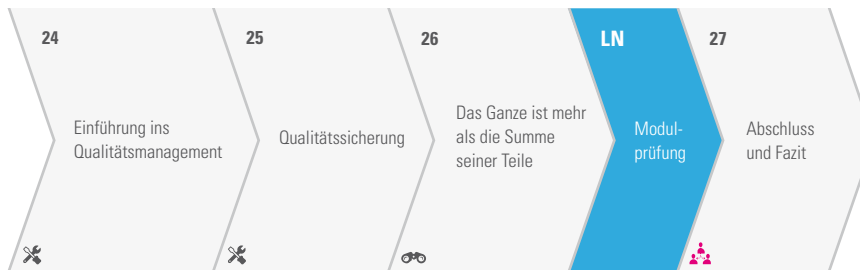 24
Einführung ins
Qualitätsmanagement
25
Qualitätssicherung
26
Das Ganze ist mehr
als die Summe
seiner Teile
LN
Modul-
prüfung
27
Abschluss
und Fazit